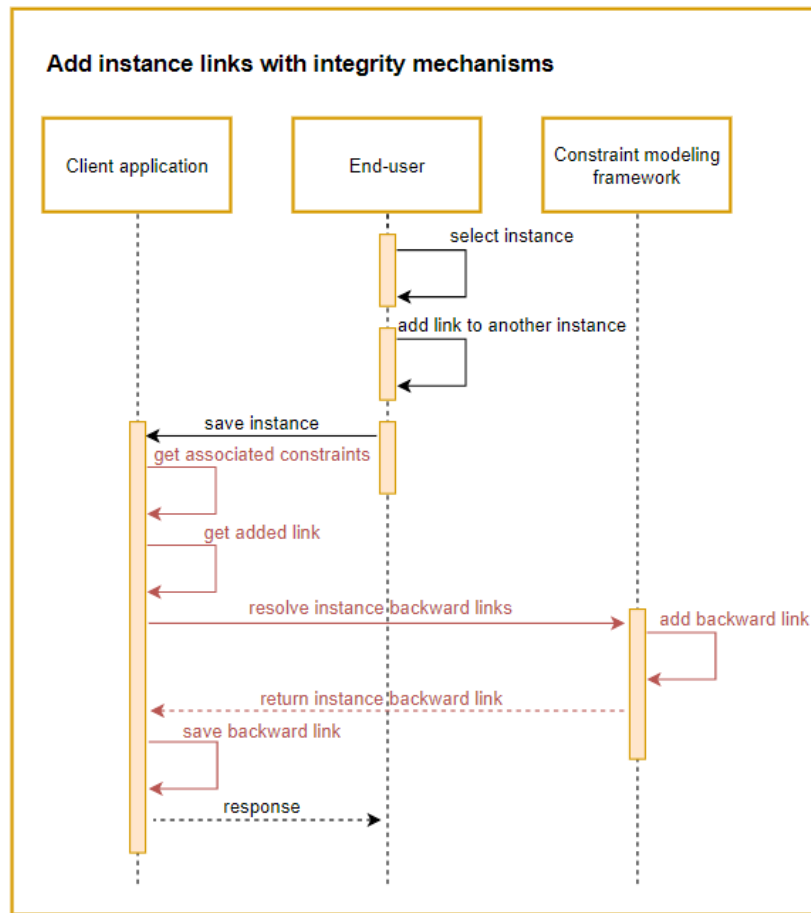 Add instance links with integrity mechanisms
Client application
End-user
Constraint modeling
framework
select instance
add link to another instance
save instance
get associated constraints
get added link
resolve instance backward links
add backward link
return instance backward link
save backward link
response